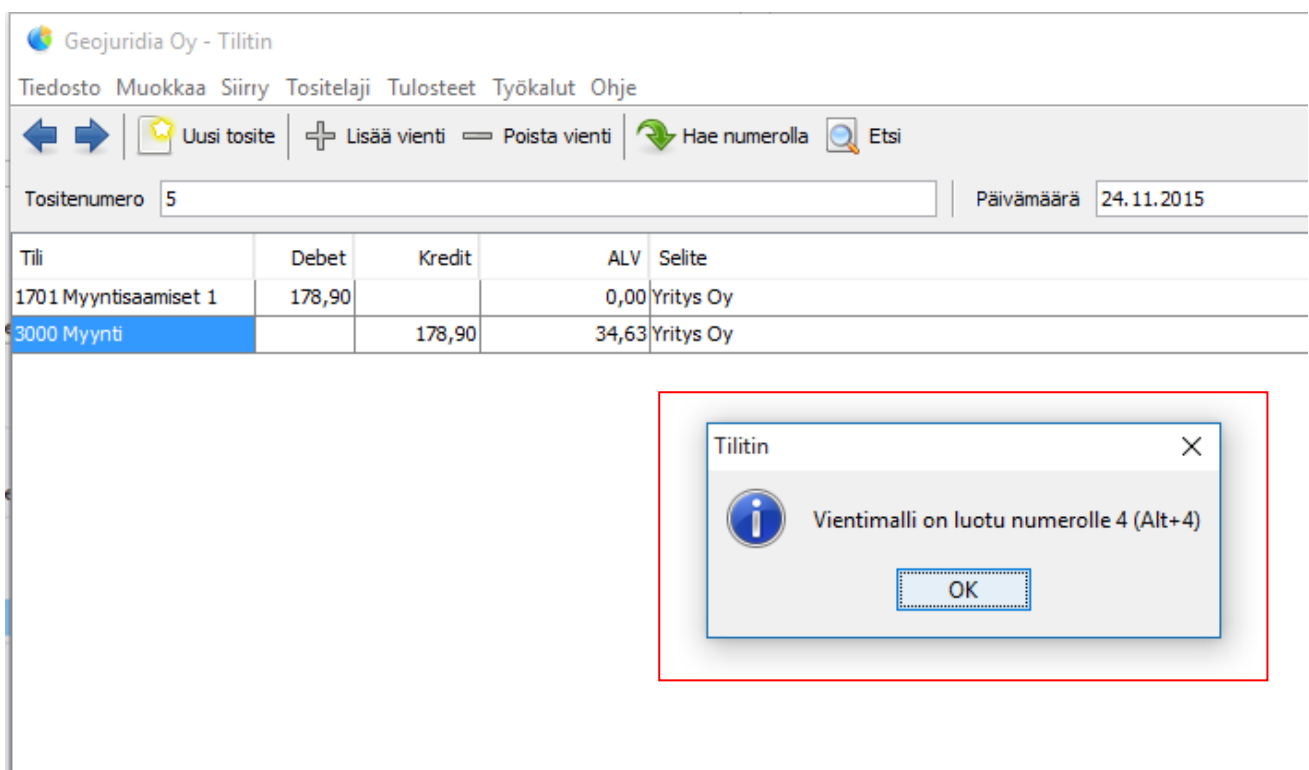 Geojuridia Oy - Tilitin
Tiedosto Muokkaa Siirry Tositelaji Tulosteet Työkalut Ohje
Uusi tosite Lisää vienti Poista vienti Hae numerolla Etsi
Tositenumero 5 Päivämäärä 24.11.2015
Tili Debet Kredit ALV Selite
1701 Myyntisaamiset 1 178,90 0,00 Yritys Oy
3000 Myynti 178,90 34,63 Yritys Oy
Tilitin
Vientimalli on luotu numerolle 4 (Alt+4)
OK